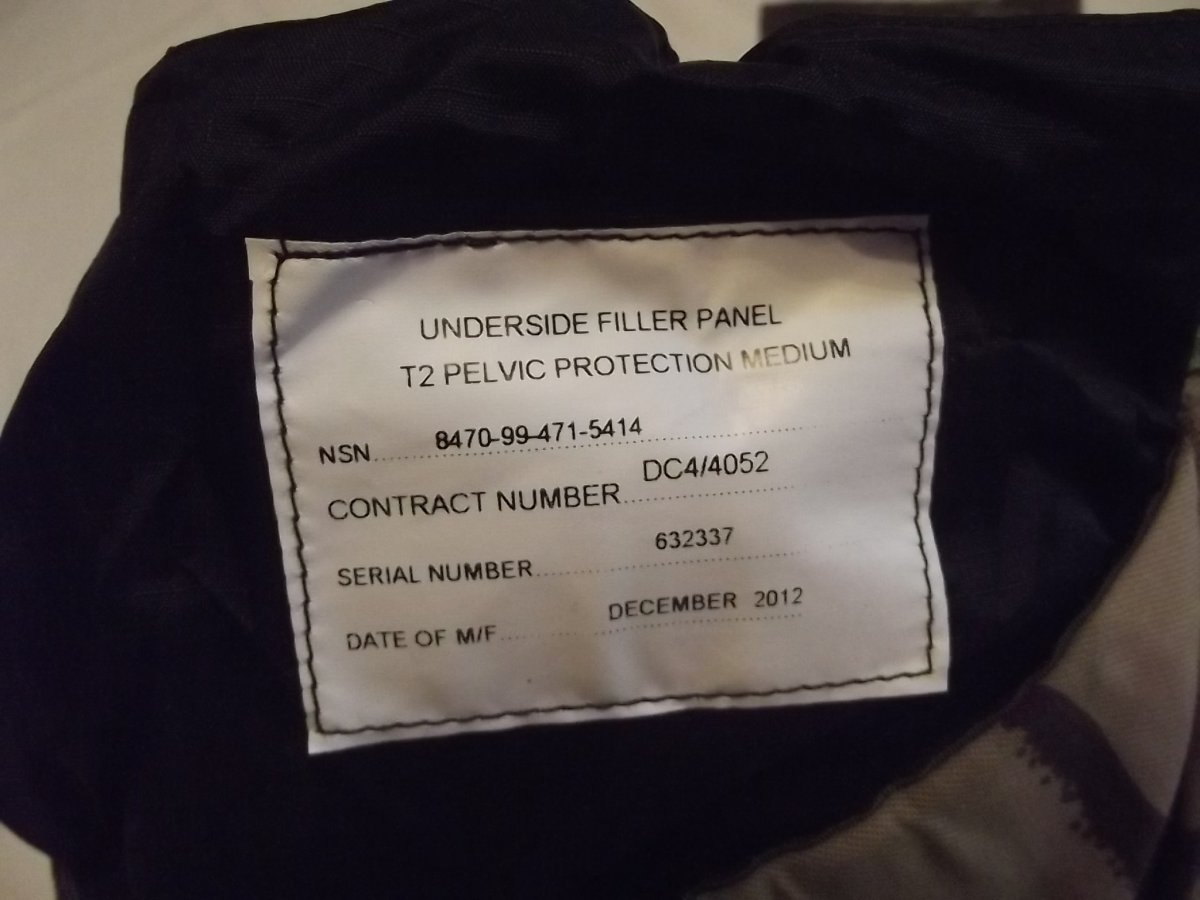 UNDERSIDE FILLER PANEL
T2 PELVIC PROTECTION MEDIUM
NSN.......8470-99-471-5414.......
CONTRACT NUMBER.......DC4/4052.......
SERIAL NUMBER.......632337.......
DATE OF M/F.......DECEMBER 2012.......